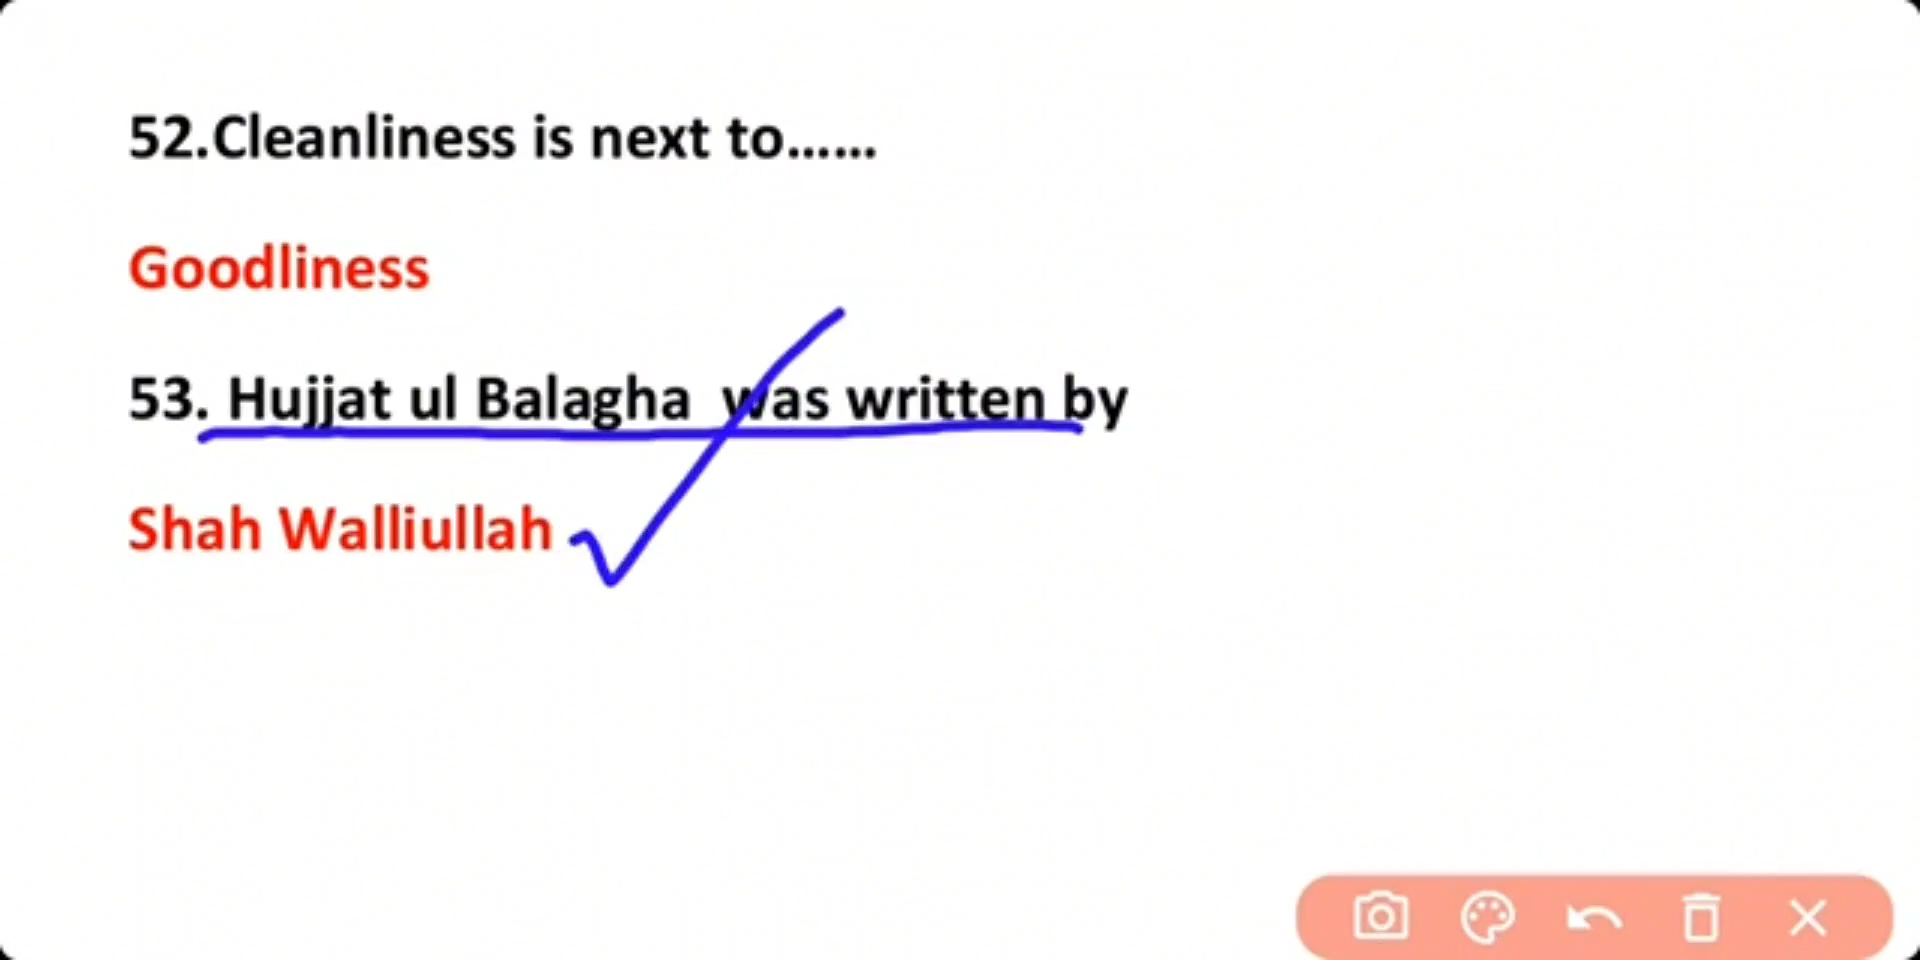 52.Cleanliness is next to......
Goodliness
53. Hujjat ul Balagha was written by
Shah Walliullah